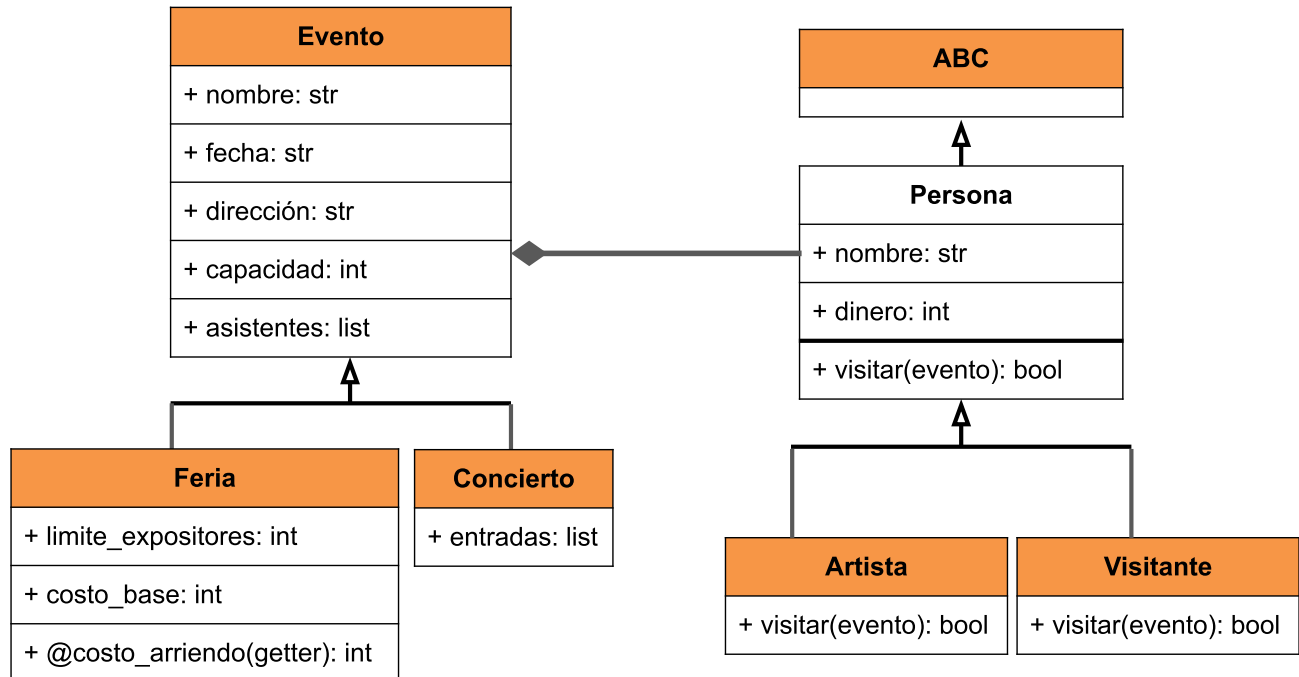 Evento
+ nombre: str
+ fecha: str
+ dirección: str
+ capacidad: int
+ asistentes: list
ABC
Persona
+ nombre: str
+ dinero: int
+ visitar(evento): bool
Feria
+ limite_expositores: int
+ costo_base: int
+ @costo_arriendo(getter): int
Concierto
+ entradas: list
Artista
+ visitar(evento): bool
Visitante
+ visitar(evento): bool